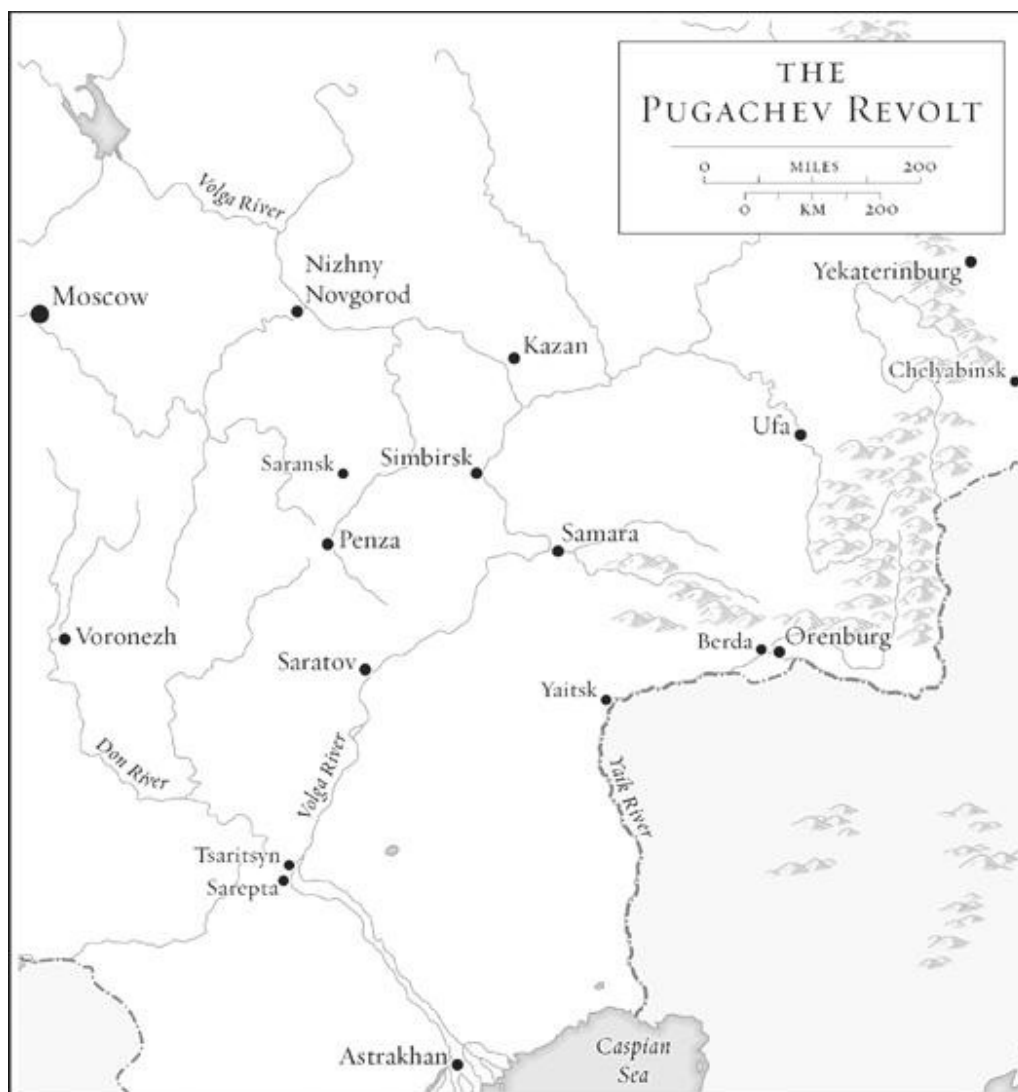 THE
PUGACHEV REVOLT
0 MILES 200
0 KM 200
Volga River
Yekaterinburg
Nizhny
Novgorod
Moscow
Kazan
Chelyabinsk
Ufa
Saransk
Simbirsk
Penza
Samara
Voronezh
Berda
Orenburg
Saratov
Yaitsk
Don River
Volga River
Yaik River
Tsaritsyn
Sarepta
Astrakhan
Caspian
Sea